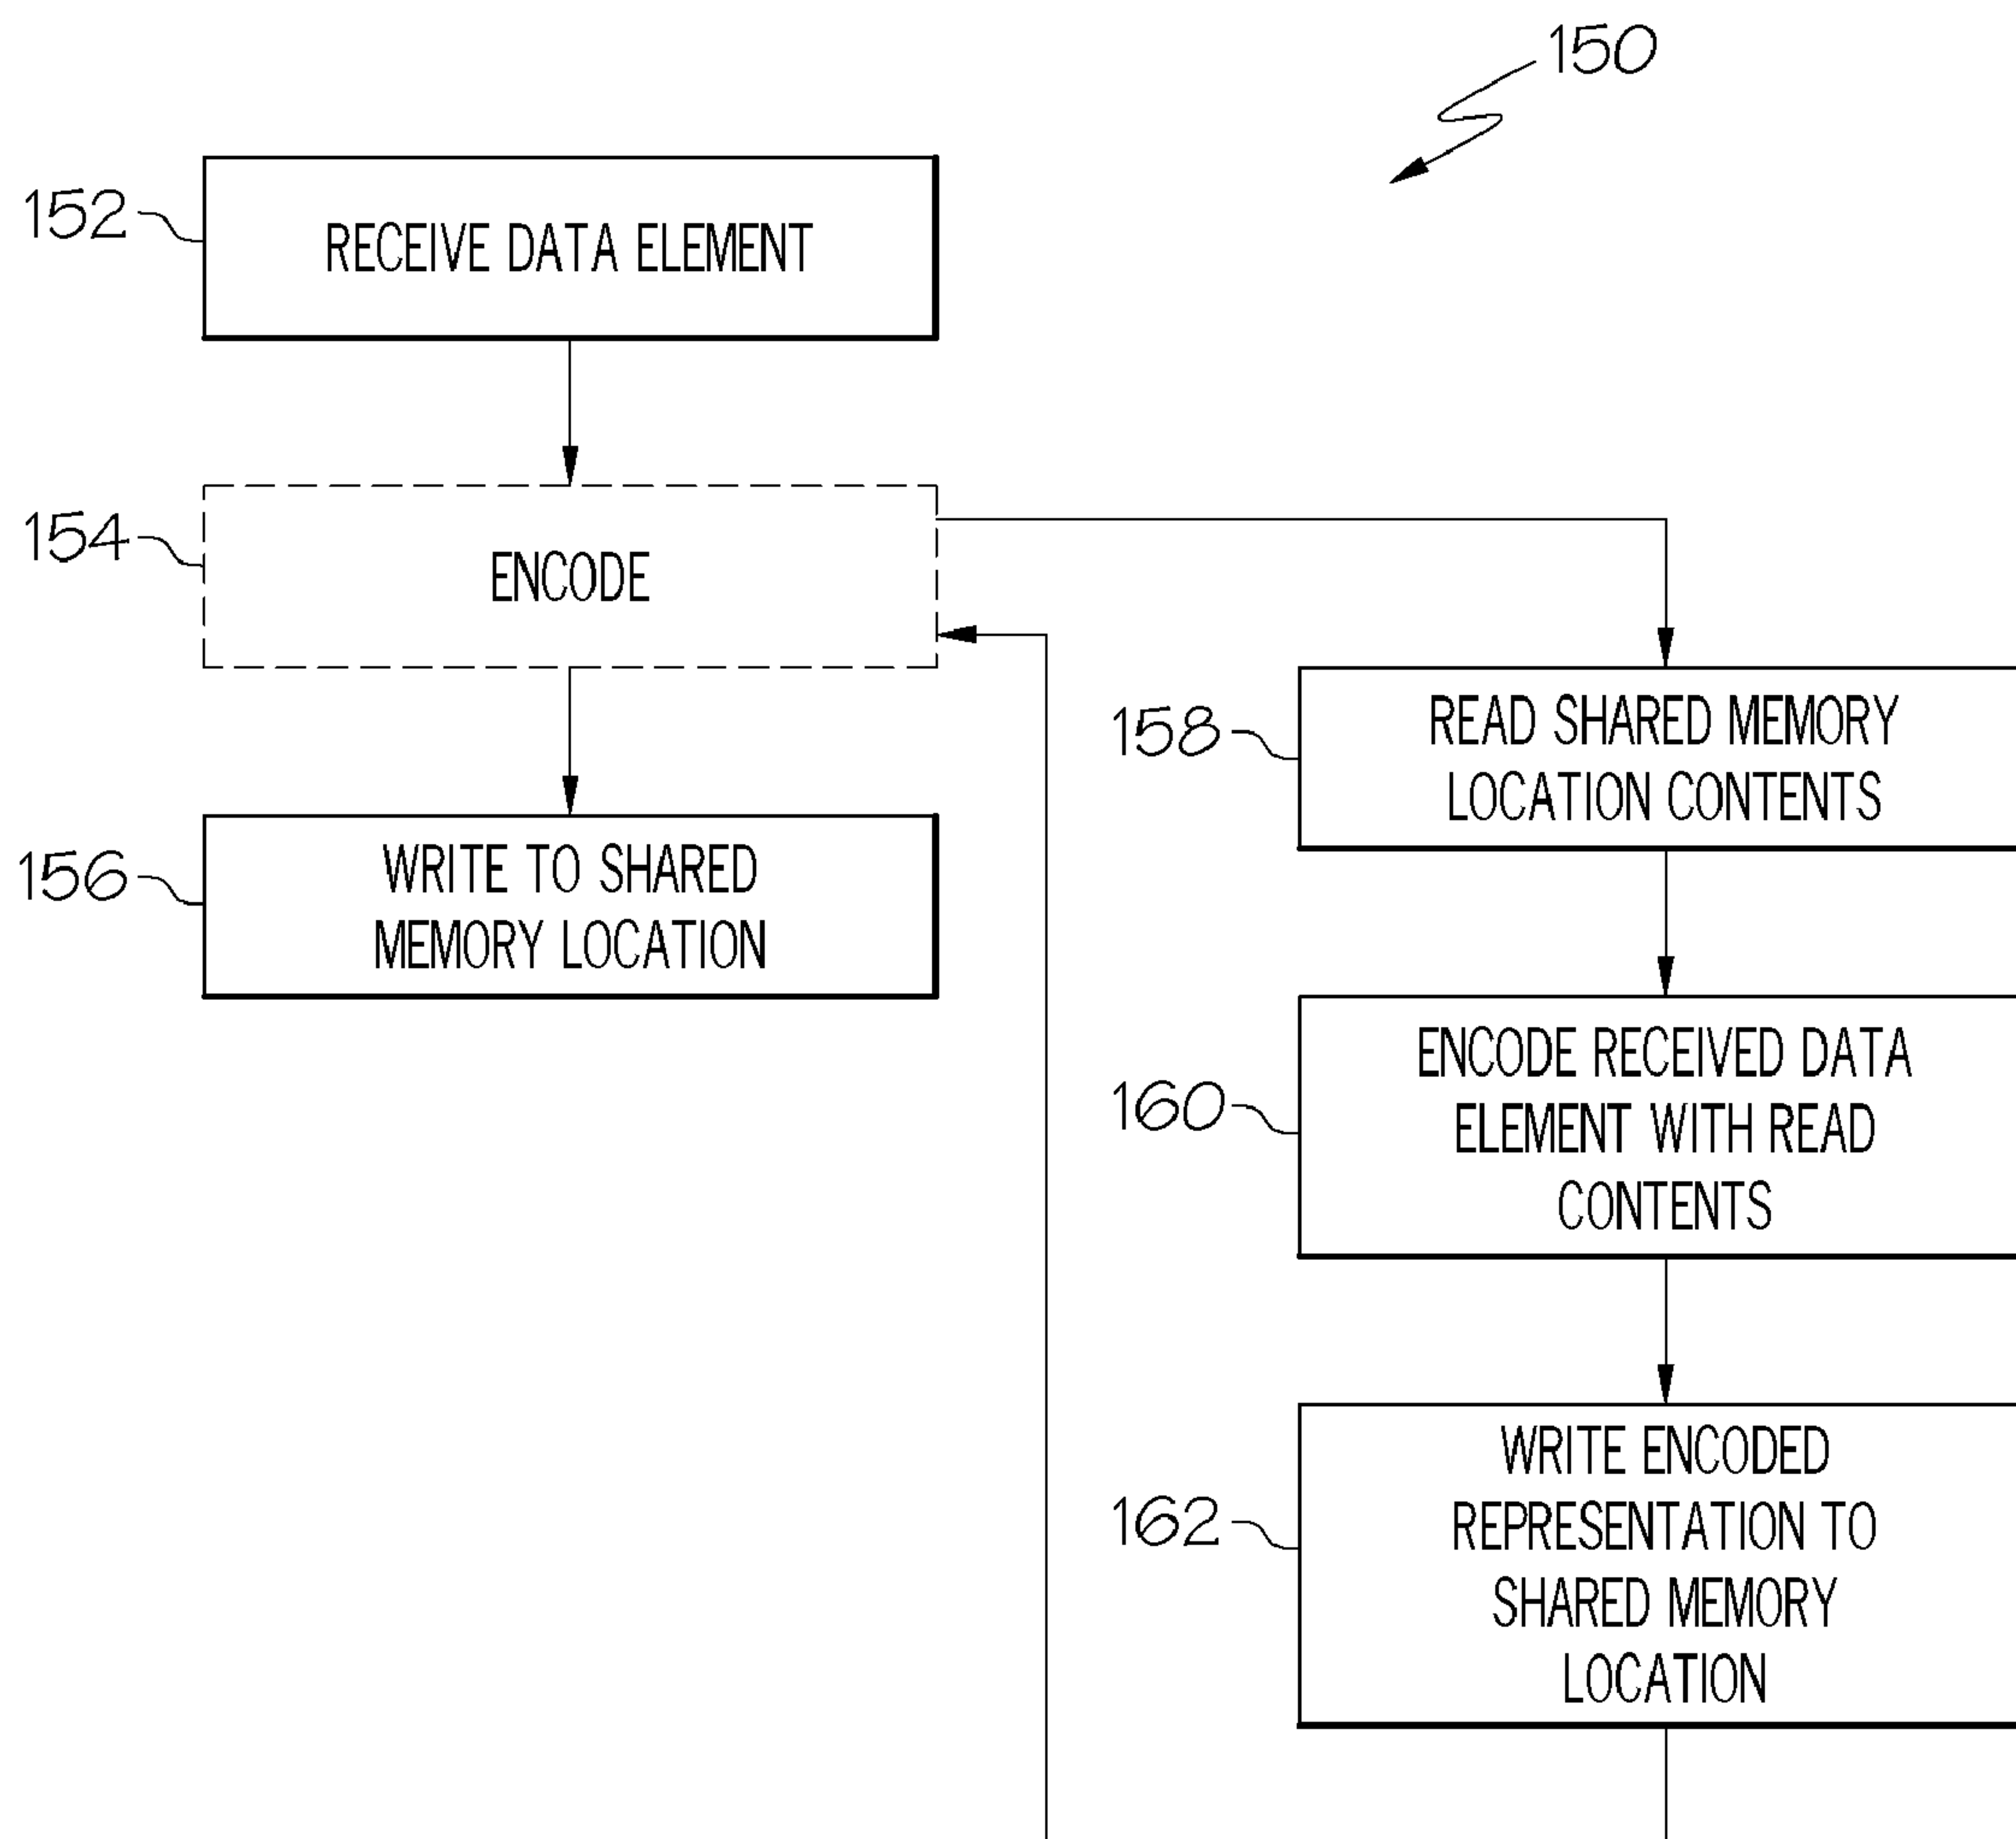 150
152
RECEIVE DATA ELEMENT
154
ENCODE
156
WRITE TO SHARED
MEMORY LOCATION
158
READ SHARED MEMORY
LOCATION CONTENTS
160
ENCODE RECEIVED DATA
ELEMENT WITH READ
CONTENTS
162
WRITE ENCODED
REPRESENTATION TO
SHARED MEMORY
LOCATION